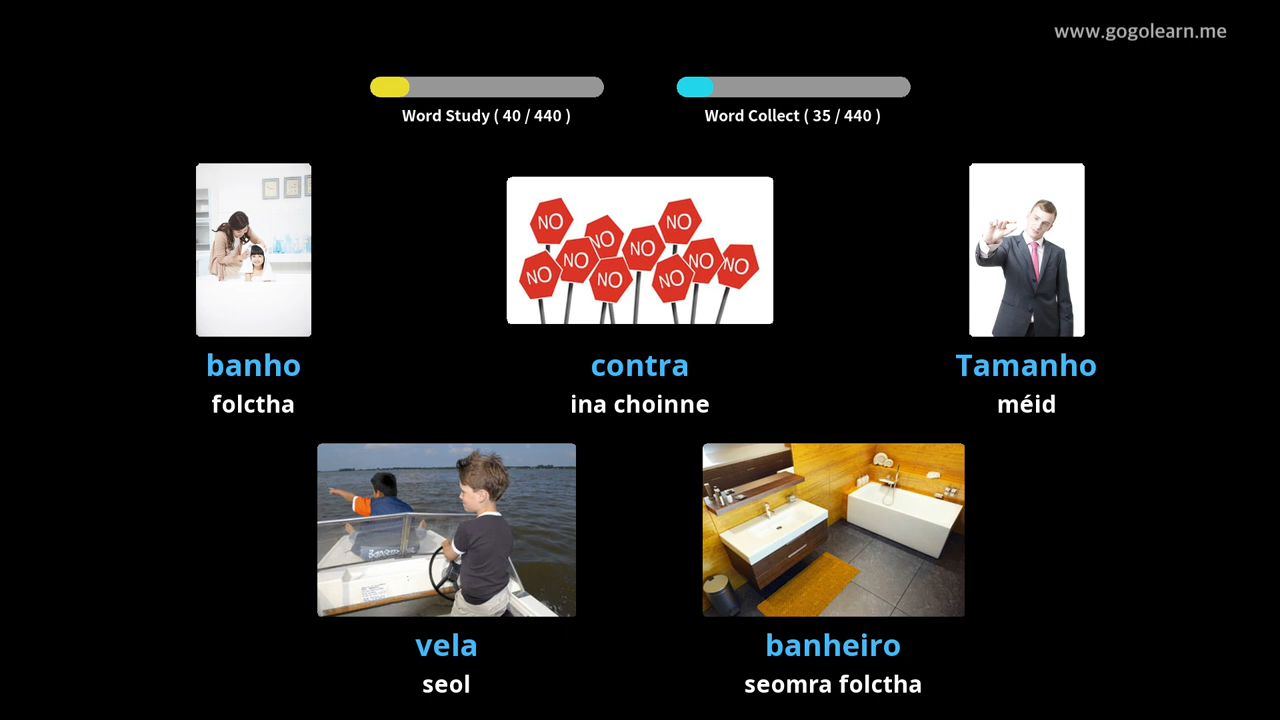 www.gogolearn.me
Word Study ( 40 / 440 )
Word Collect ( 35 / 440 )
NO NO NO NO NO NO NO NO NO NO
banho
folctha
contra
ina choinne
Tamanho
méid
vela
seol
banheiro
seomra folctha